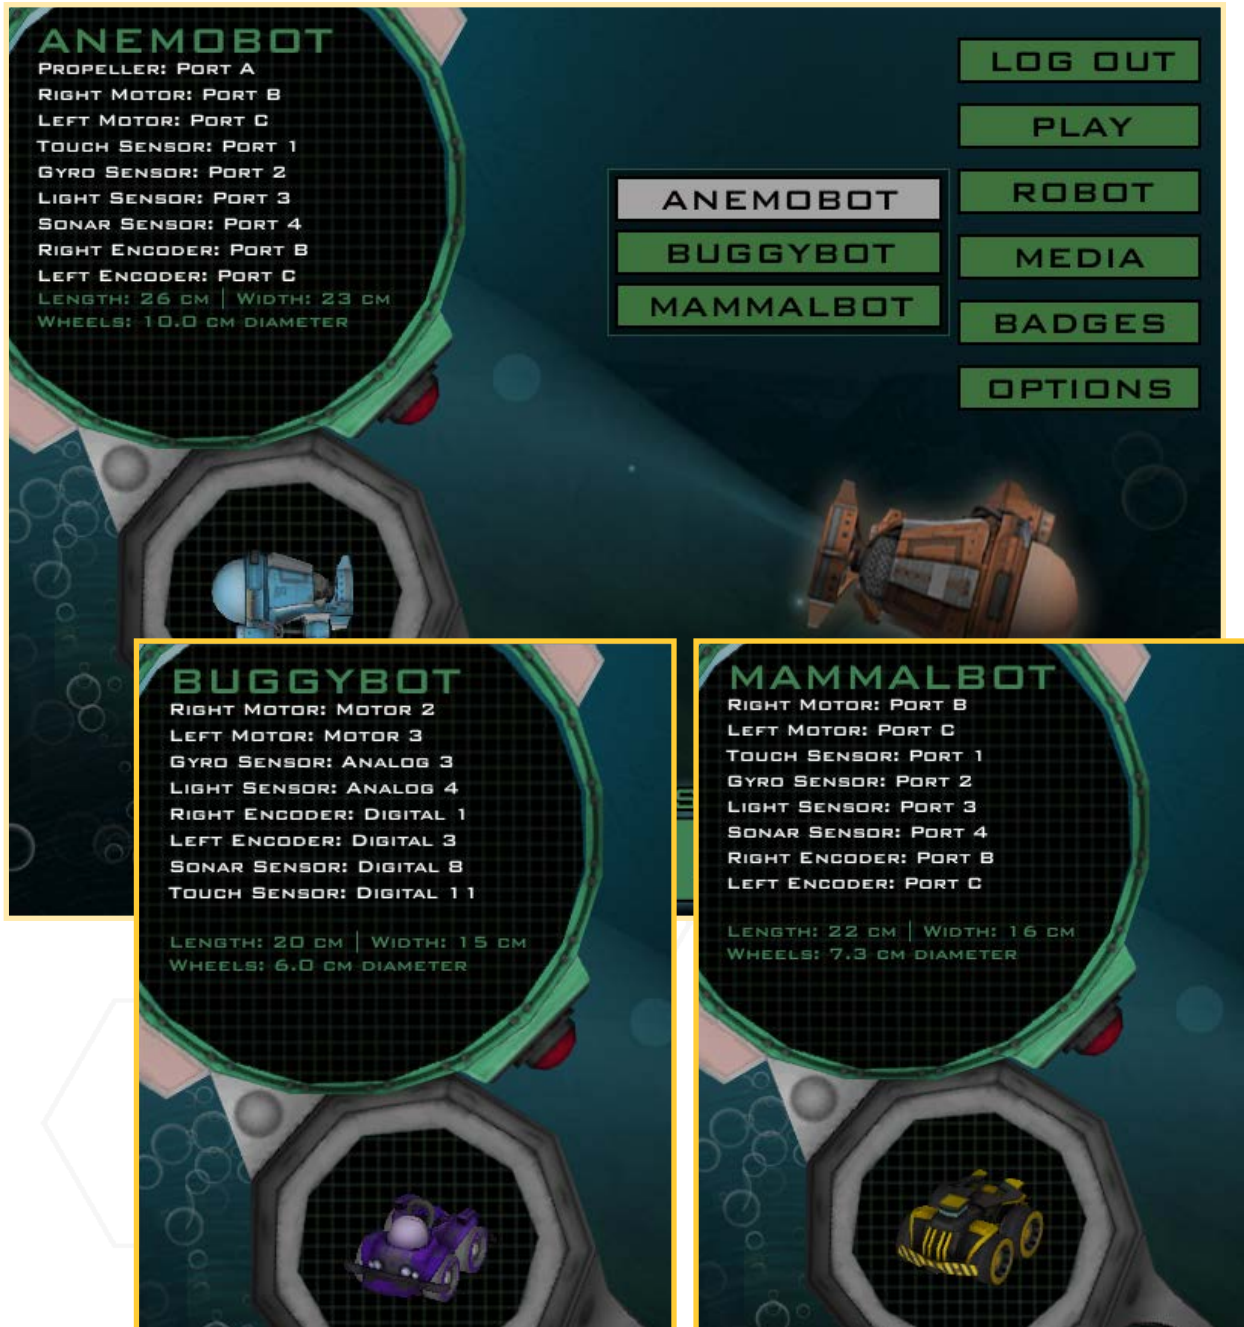 ANEMOBOT
PROPELLER: PORT A
RIGHT MOTOR: PORT B
LEFT MOTOR: PORT C
TOUCH SENSOR: PORT 1
GYRO SENSOR: PORT 2
LIGHT SENSOR: PORT 3
SONAR SENSOR: PORT 4
RIGHT ENCODER: PORT B
LEFT ENCODER: PORT C
LENGTH: 26 CM | WIDTH: 23 CM
WHEELS: 10.0 CM DIAMETER
ANEMOBOT
BUGGYBOT
MAMMALBOT
LOG OUT
PLAY
ROBOT
MEDIA
BADGES
OPTIONS
BUGGYBOT
RIGHT MOTOR: MOTOR 2
LEFT MOTOR: MOTOR 3
GYRO SENSOR: ANALOG 3
LIGHT SENSOR: ANALOG 4
RIGHT ENCODER: DIGITAL 1
LEFT ENCODER: DIGITAL 3
SONAR SENSOR: DIGITAL 8
TOUCH SENSOR: DIGITAL 11
LENGTH: 20 CM | WIDTH: 15 CM
WHEELS: 6.0 CM DIAMETER
MAMMALBOT
RIGHT MOTOR: PORT B
LEFT MOTOR: PORT C
TOUCH SENSOR: PORT 1
GYRO SENSOR: PORT 2
LIGHT SENSOR: PORT 3
SONAR SENSOR: PORT 4
RIGHT ENCODER: PORT B
LEFT ENCODER: PORT C
LENGTH: 22 CM | WIDTH: 16 CM
WHEELS: 7.3 CM DIAMETER